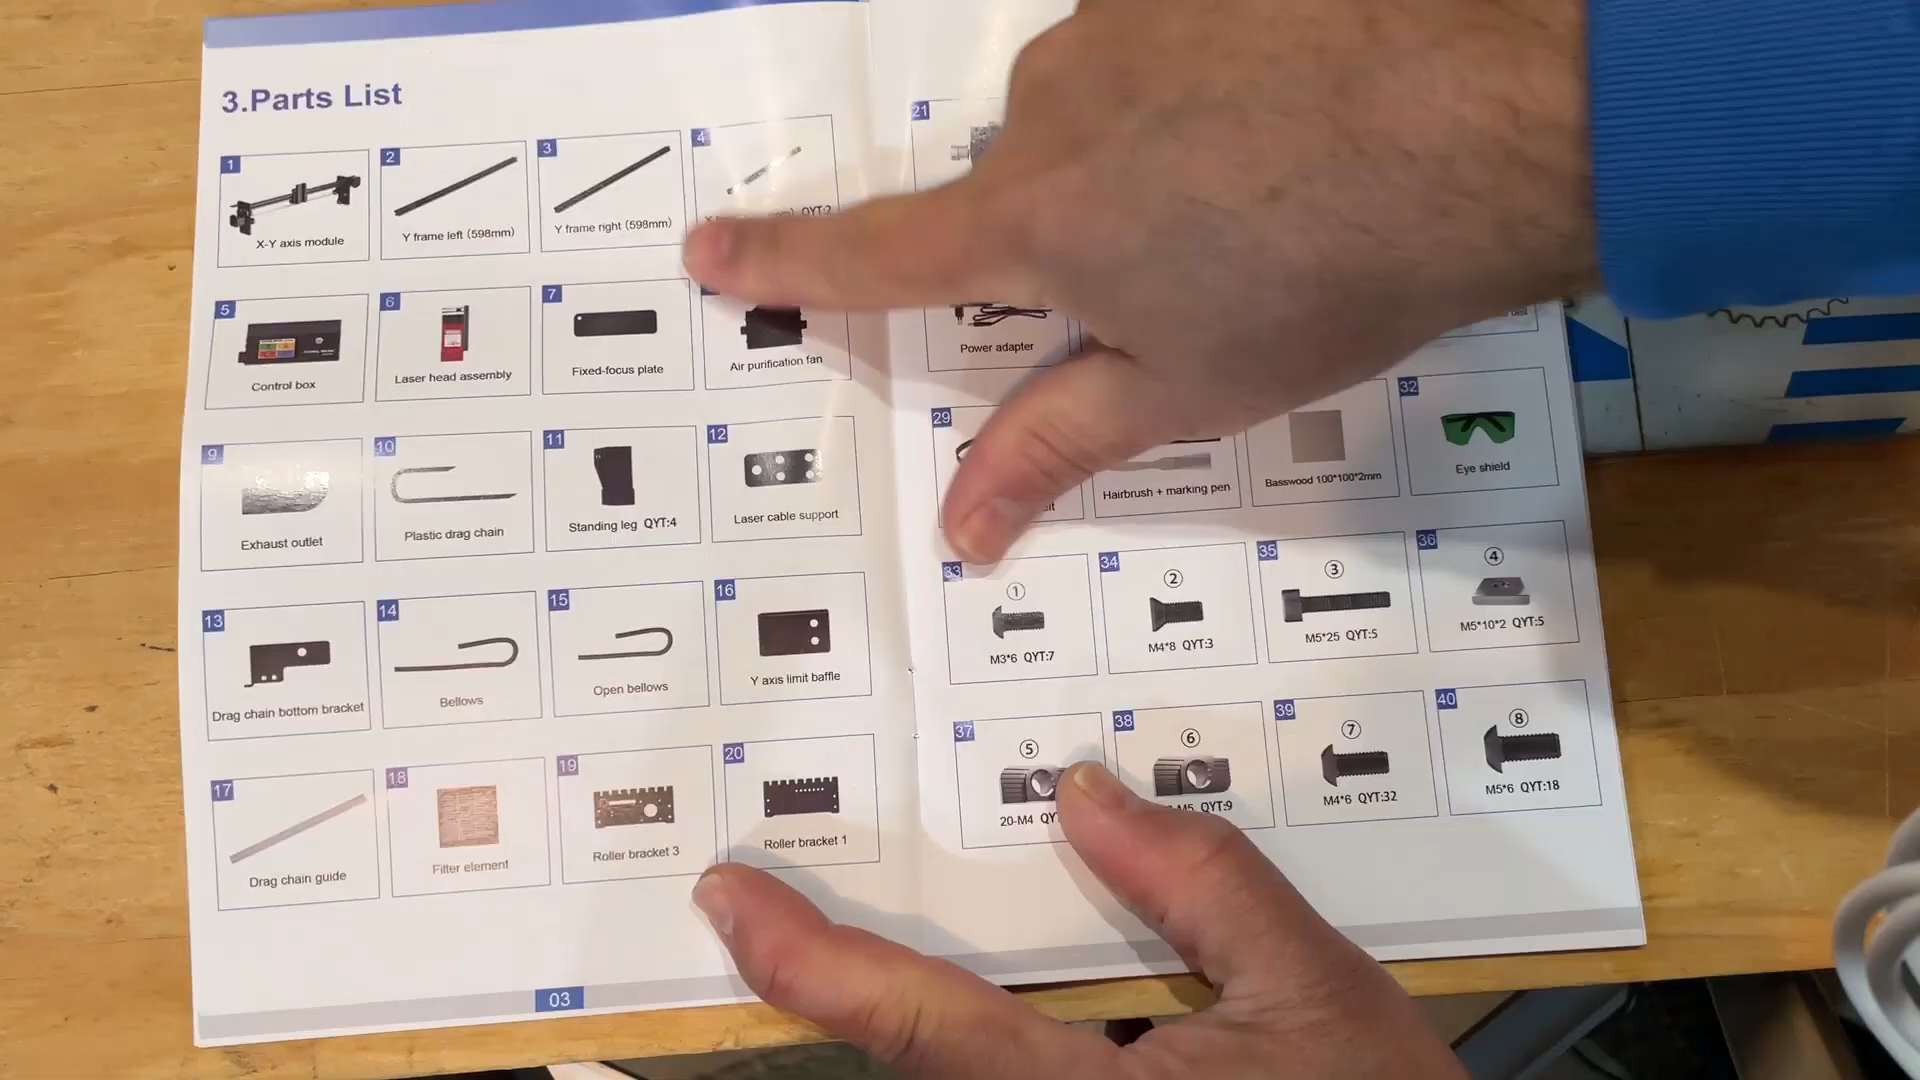 3.Parts List
1
X-Y axis module
2
Y frame left (598mm)
3
Y frame right (598mm)
4
QYT:2
5
Control box
6
Laser head assembly
7
Fixed-focus plate
Air purification fan
9
Exhaust outlet
10
Plastic drag chain
11
Standing leg QYT:4
12
Laser cable support
13
Drag chain bottom bracket
14
Bellows
15
Open bellows
16
Y axis limit baffle
17
Drag chain guide
18
Filter element
19
Roller bracket 3
20
Roller bracket 1
03
21
Power adapter
29
Hairbrush + marking pen
Basswood 100*100*2mm
32
Eye shield
33
①
M3*6 QYT:7
34
②
M4*8 QYT:3
35
③
M5*25 QYT:5
36
④
M5*10*2 QYT:5
37
⑤
20-M4
38
⑥
M5 QYT:9
39
⑦
M4*6 QYT:32
40
⑧
M5*6 QYT:18